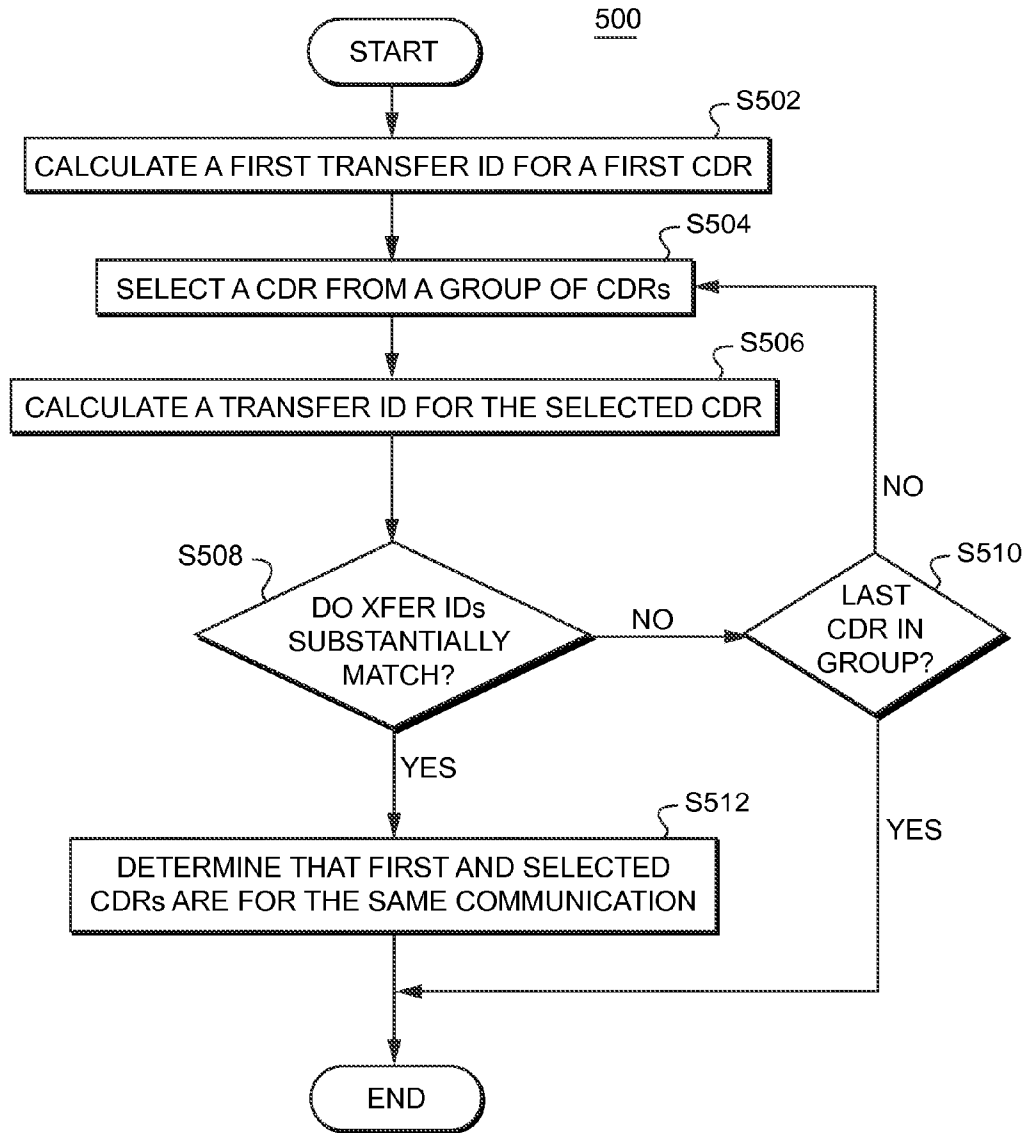 500
START
S502
CALCULATE A FIRST TRANSFER ID FOR A FIRST CDR
S504
SELECT A CDR FROM A GROUP OF CDRs
S506
CALCULATE A TRANSFER ID FOR THE SELECTED CDR
NO
S508
DO XFER IDs
SUBSTANTIALLY
MATCH?
NO
S510
LAST
CDR IN
GROUP?
YES
S512
YES
DETERMINE THAT FIRST AND SELECTED
CDRs ARE FOR THE SAME COMMUNICATION
END